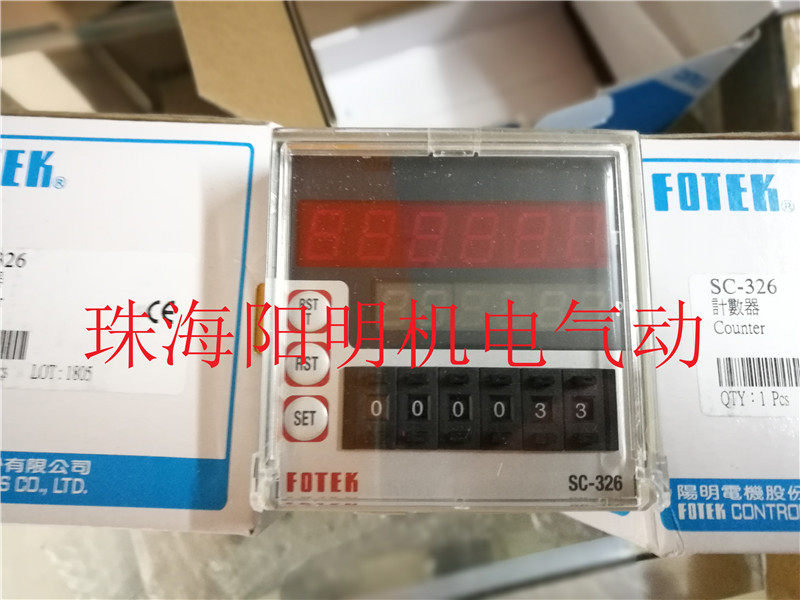 FOTEK®
326
CE
LOT : 1805
有限公司
CO., LTD.
RST
T
RST
SET
0 0 0 0 3 3
FOTEK
SC-326
珠海阳明机电气动
FOTEK®
SC-326
計數器
Counter
QTY : 1 Pcs
陽明電機股份
FOTEK CONTRO